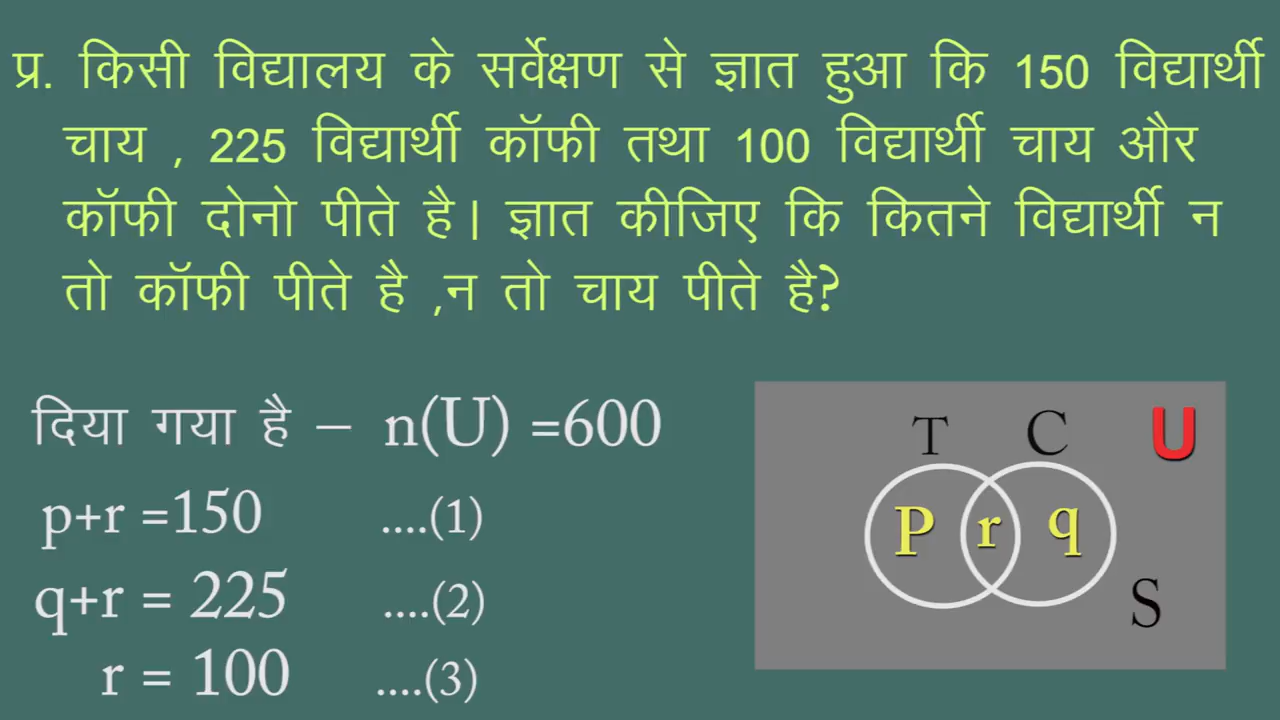 प्र. किसी विद्यालय के सर्वेक्षण से ज्ञात हुआ कि 150 विद्यार्थी
चाय , 225 विद्यार्थी कॉफी तथा 100 विद्यार्थी चाय और
कॉफी दोनो पीते है। ज्ञात कीजिए कि कितने विद्यार्थी न
तो कॉफी पीते है ,न तो चाय पीते है?
दिया गया है – n(U) =600
p+r =150 ....(1)
q+r = 225 ....(2)
r = 100 ....(3)
T C U
P r q
S